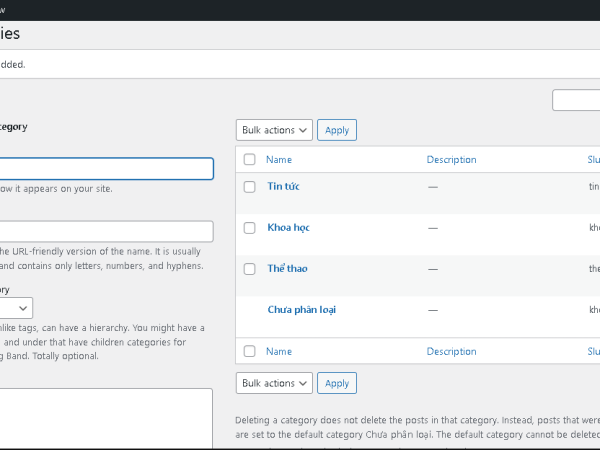 ies
dded.
tegory
Bulk actions Apply
Name Description Slu
ow it appears on your site.
Tin tức — tin
Khoa học — kho
he URL-friendly version of the name. It is usually
and contains only letters, numbers, and hyphens.
Thể thao — the
ory
Chưa phân loại — kho
nlike tags, can have a hierarchy. You might have a
, and under that have children categories for
g Band. Totally optional.
Name Description Slu
Bulk actions Apply
Deleting a category does not delete the posts in that category. Instead, posts that were
are set to the default category Chưa phân loại. The default category cannot be deleted